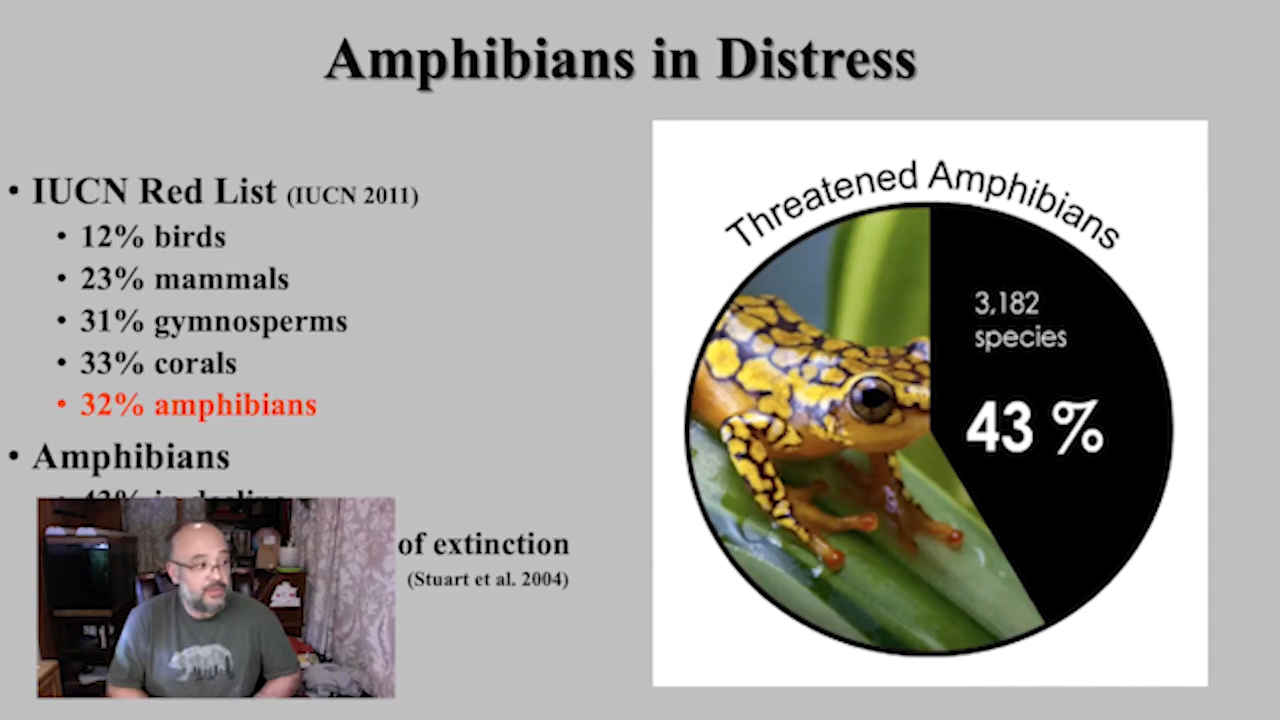 Amphibians in Distress
• IUCN Red List (IUCN 2011)
• 12% birds
• 23% mammals
• 31% gymnosperms
• 33% corals
• 32% amphibians
• Amphibians
of extinction
(Stuart et al. 2004)
Threatened Amphibians
3,182
species
43 %